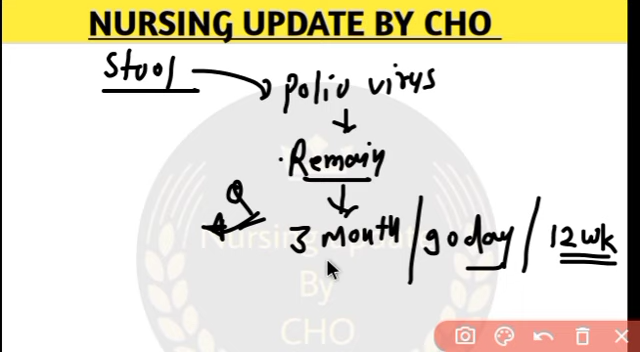 NURSING UPDATE BY CHO
Stool → Polio virus
↓
Remain
↓
3 month / 90 day / 12 wk
Nursing Update
By
CHO